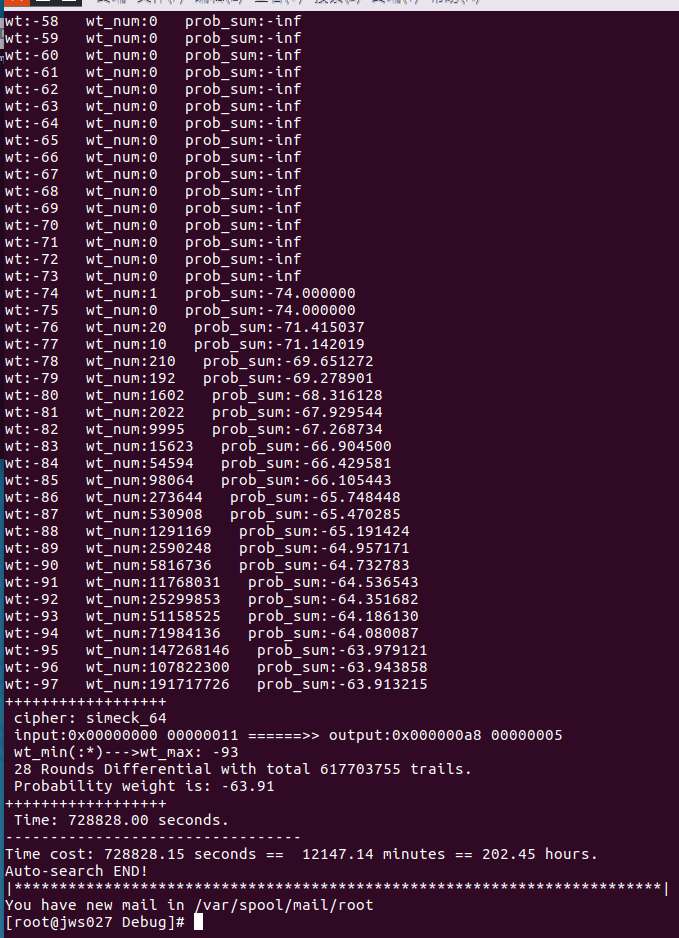 wt:-58   wt_num:0   prob_sum:-inf
wt:-59   wt_num:0   prob_sum:-inf
wt:-60   wt_num:0   prob_sum:-inf
wt:-61   wt_num:0   prob_sum:-inf
wt:-62   wt_num:0   prob_sum:-inf
wt:-63   wt_num:0   prob_sum:-inf
wt:-64   wt_num:0   prob_sum:-inf
wt:-65   wt_num:0   prob_sum:-inf
wt:-66   wt_num:0   prob_sum:-inf
wt:-67   wt_num:0   prob_sum:-inf
wt:-68   wt_num:0   prob_sum:-inf
wt:-69   wt_num:0   prob_sum:-inf
wt:-70   wt_num:0   prob_sum:-inf
wt:-71   wt_num:0   prob_sum:-inf
wt:-72   wt_num:0   prob_sum:-inf
wt:-73   wt_num:0   prob_sum:-inf
wt:-74   wt_num:1   prob_sum:-74.000000
wt:-75   wt_num:0   prob_sum:-74.000000
wt:-76   wt_num:20   prob_sum:-71.415037
wt:-77   wt_num:10   prob_sum:-71.142019
wt:-78   wt_num:210   prob_sum:-69.651272
wt:-79   wt_num:192   prob_sum:-69.278901
wt:-80   wt_num:1602   prob_sum:-68.316128
wt:-81   wt_num:2022   prob_sum:-67.929544
wt:-82   wt_num:9995   prob_sum:-67.268734
wt:-83   wt_num:15623   prob_sum:-66.904500
wt:-84   wt_num:54594   prob_sum:-66.429581
wt:-85   wt_num:98064   prob_sum:-66.105443
wt:-86   wt_num:273644   prob_sum:-65.748448
wt:-87   wt_num:530908   prob_sum:-65.470285
wt:-88   wt_num:1291169   prob_sum:-65.191424
wt:-89   wt_num:2590248   prob_sum:-64.957171
wt:-90   wt_num:5816736   prob_sum:-64.732783
wt:-91   wt_num:11768031   prob_sum:-64.536543
wt:-92   wt_num:25299853   prob_sum:-64.351682
wt:-93   wt_num:51158525   prob_sum:-64.186130
wt:-94   wt_num:71984136   prob_sum:-64.080087
wt:-95   wt_num:147268146   prob_sum:-63.979121
wt:-96   wt_num:107822300   prob_sum:-63.943858
wt:-97   wt_num:191717726   prob_sum:-63.913215
++++++++++++++++++
 cipher: simeck_64
 input:0x00000000 00000011 ======>> output:0x000000a8 00000005
 wt_min(:*)--->wt_max: -93
 28 Rounds Differential with total 617703755 trails.
 Probability weight is: -63.91
++++++++++++++++++
 Time: 728828.00 seconds.
---------------------------------
Time cost: 728828.15 seconds ==  12147.14 minutes == 202.45 hours.
Auto-search END!
|************************************************************************|
You have new mail in /var/spool/mail/root
[root@jws027 Debug]#